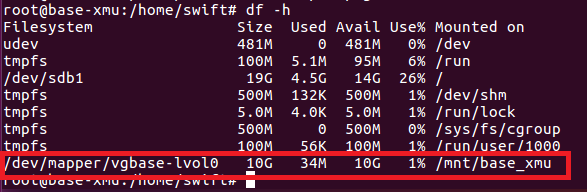 root@base-xmu:/home/swift# df -h
Filesystem Size Used Avail Use% Mounted on
udev 481M 0 481M 0% /dev
tmpfs 100M 5.1M 95M 6% /run
/dev/sdb1 19G 4.5G 14G 26% /
tmpfs 500M 132K 500M 1% /dev/shm
tmpfs 5.0M 4.0K 5.0M 1% /run/lock
tmpfs 500M 0 500M 0% /sys/fs/cgroup
tmpfs 100M 56K 100M 1% /run/user/1000
/dev/mapper/vgbase-lvol0 10G 34M 10G 1% /mnt/base_xmu
root@base-xmu:/home/swift#